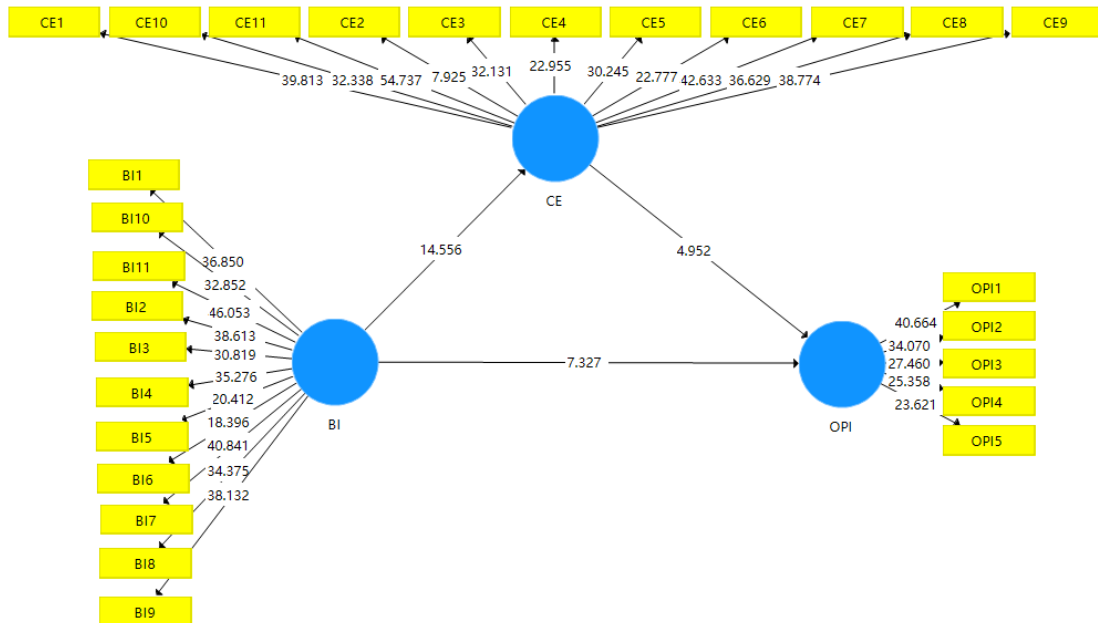 CE1 CE10 CE11 CE2 CE3 CE4 CE5 CE6 CE7 CE8 CE9
39.813 32.338 54.737 7.925 32.131 22.955 30.245 22.777 42.633 36.629 38.774
CE
BI1
BI10
BI11
BI2
BI3
BI4
BI5
BI6
BI7
BI8
BI9
36.850
32.852
46.053
38.613
30.819
35.276
20.412
18.396
40.841
34.375
38.132
BI
14.556
4.952
7.327
OPI
40.664
34.070
27.460
25.358
23.621
OPI1
OPI2
OPI3
OPI4
OPI5